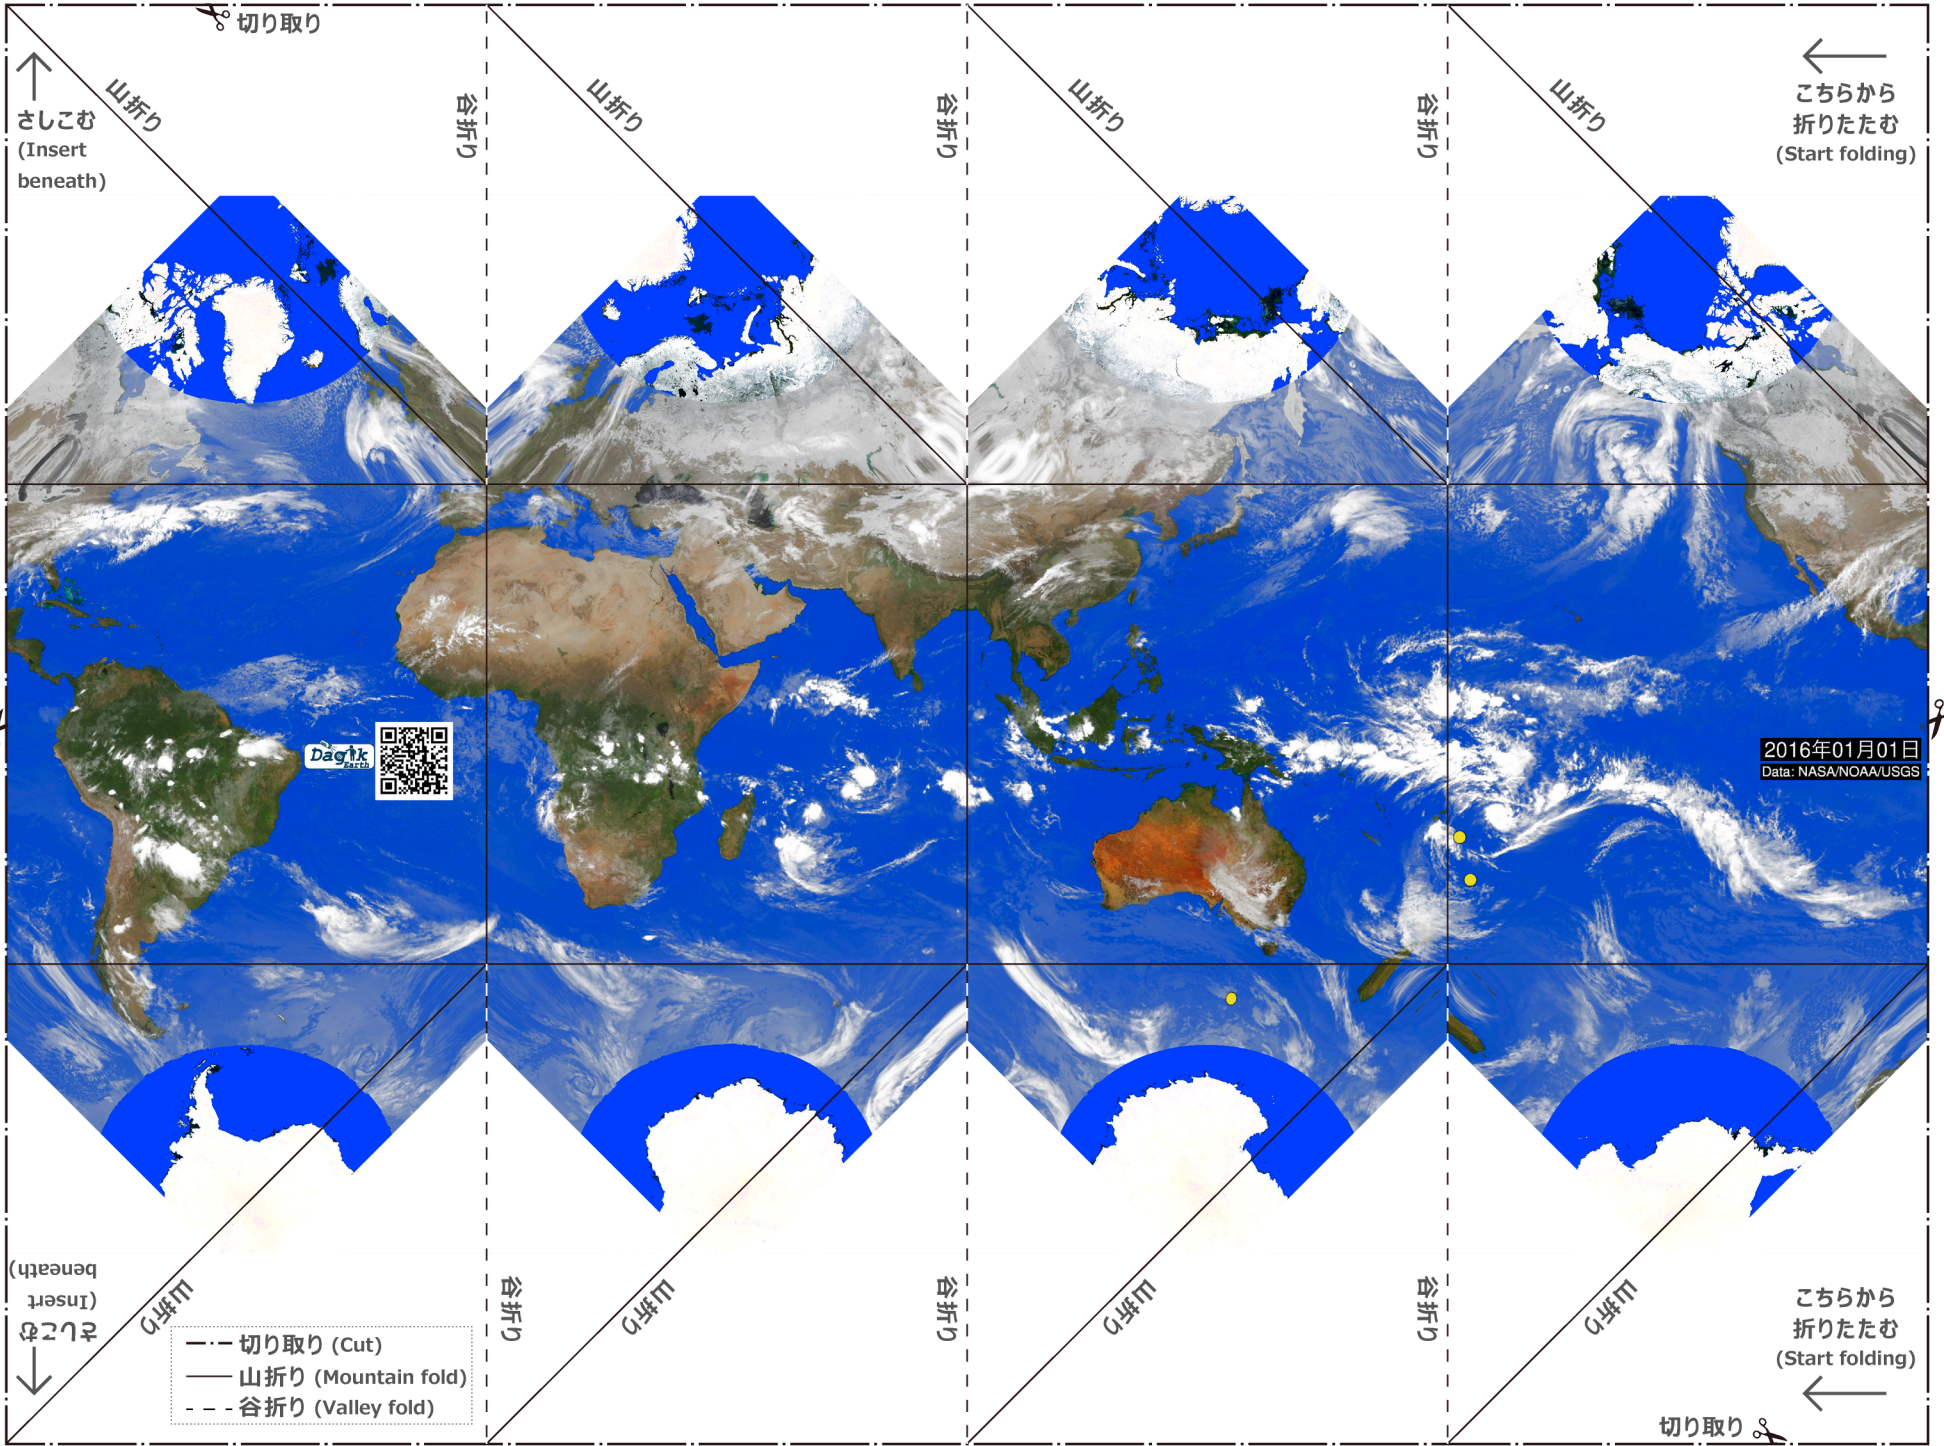 切り取り
山折り
谷折り
山折り
谷折り
山折り
谷折り
山折り
さしこむ
(Insert
beneath)
こちらから
折りたたむ
(Start folding)
Dagik
Earth
2016年01月01日
Data: NASA/NOAA/USGS
さしこむ
(Insert
beneath)
山折り
谷折り
山折り
谷折り
山折り
谷折り
山折り
こちらから
折りたたむ
(Start folding)
切り取り (Cut)
山折り (Mountain fold)
谷折り (Valley fold)
切り取り